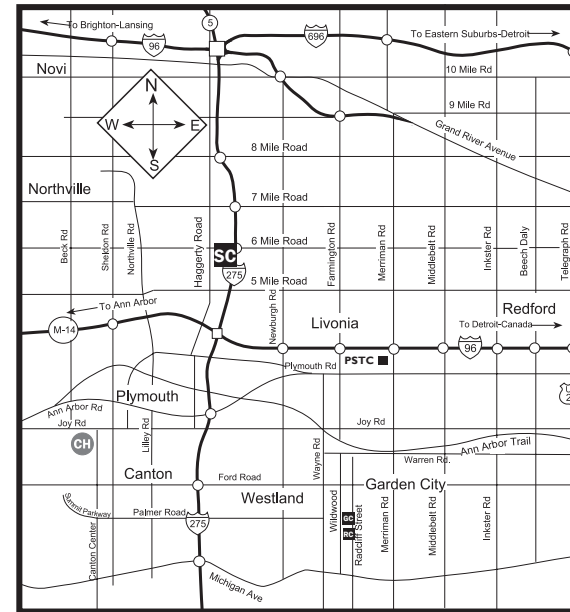 To Brighton-Lansing
5
96
696
To Eastern Suburbs-Detroit
Novi
10 Mile Rd
N
W
E
S
9 Mile Rd
Grand River Avenue
8 Mile Road
Northville
7 Mile Road
Beck Rd
Sheldon Rd
Northville Rd
Haggerty Road
SC
6 Mile Road
275
5 Mile Road
Newburgh Rd
Farmington Rd
Merriman Rd
Middlebelt Rd
Inkster Rd
Beech Daly
Telegraph Rd
To Ann Arbor
M-14
Livonia
Redford
To Detroit-Canada
96
PSTC
Plymouth Rd
Plymouth
Ann Arbor Rd
Joy Rd
Joy Rd
CH
Lilley Rd
Wayne Rd
Ann Arbor Trail
Warren Rd.
Canton
Ford Road
Garden City
Westland
Summit Parkway
Palmer Road
Canton Center
275
Wildwood
GC
RC
Radcliff Street
Merriman Rd
Middlebelt Rd
Inkster Rd
Michigan Ave